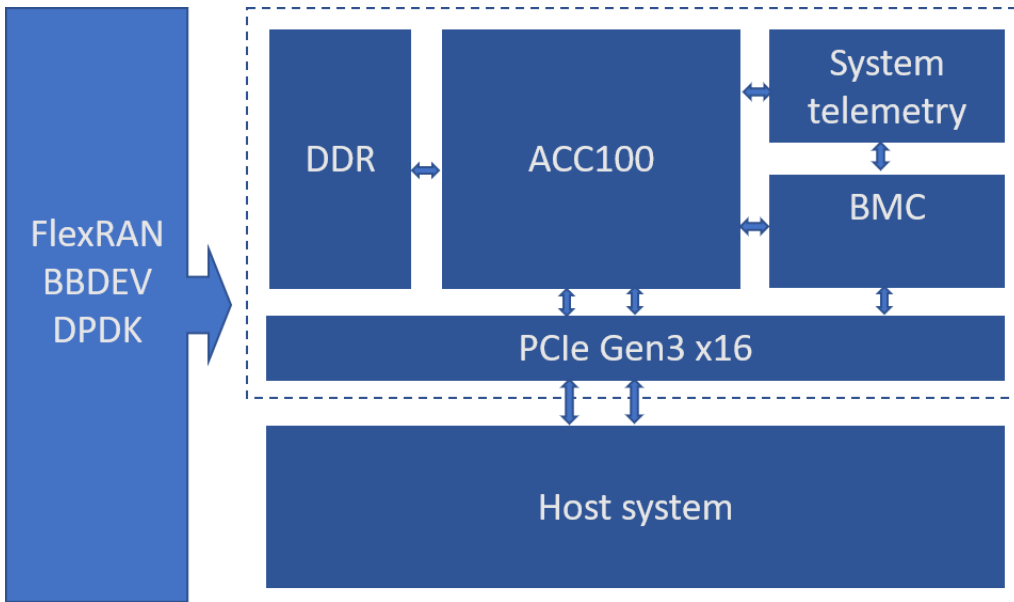 FlexRAN
BBDEV
DPDK
DDR
ACC100
System
telemetry
BMC
PCIe Gen3 x16
Host system